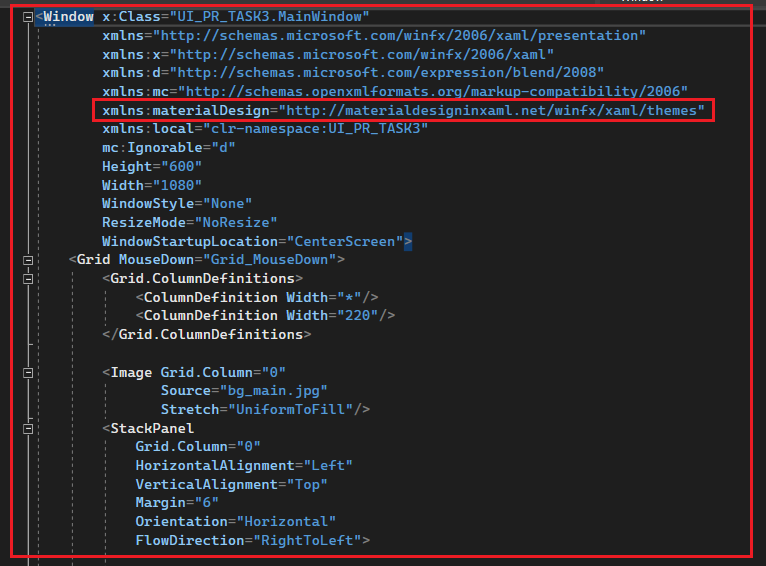 <Window x:Class="UI_PR_TASK3.MainWindow"
xmlns="http://schemas.microsoft.com/winfx/2006/xaml/presentation"
xmlns:x="http://schemas.microsoft.com/winfx/2006/xaml"
xmlns:d="http://schemas.microsoft.com/expression/blend/2008"
xmlns:mc="http://schemas.openxmlformats.org/markup-compatibility/2006"
xmlns:materialDesign="http://materialdesigninxaml.net/winfx/xaml/themes"
xmlns:local="clr-namespace:UI_PR_TASK3"
mc:Ignorable="d"
Height="600"
Width="1080"
WindowStyle="None"
ResizeMode="NoResize"
WindowStartupLocation="CenterScreen">
<Grid MouseDown="Grid_MouseDown">
<Grid.ColumnDefinitions>
<ColumnDefinition Width="*"/>
<ColumnDefinition Width="220"/>
</Grid.ColumnDefinitions>
<Image Grid.Column="0"
Source="bg_main.jpg"
Stretch="UniformToFill"/>
<StackPanel
Grid.Column="0"
HorizontalAlignment="Left"
VerticalAlignment="Top"
Margin="6"
Orientation="Horizontal"
FlowDirection="RightToLeft">